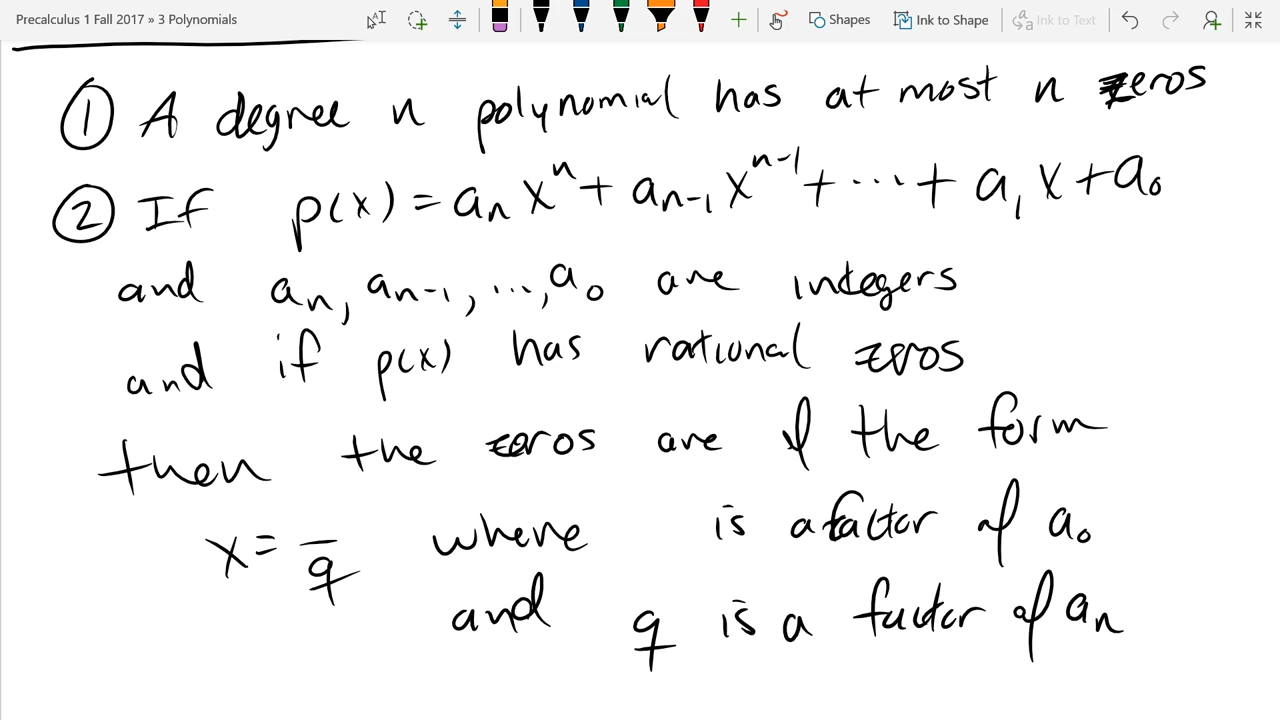 Precalculus 1 Fall 2017 » 3 Polynomials Shapes Ink to Shape Ink to Text
① A degree n polynomial has at most n zeros
② If p(x) = aₙxⁿ + aₙ₋₁xⁿ⁻¹ + ⋯ + a₁x + a₀
and aₙ, aₙ₋₁, ..., a₀ are integers
and if p(x) has rational zeros
then the zeros are of the form
x = —/q where is a factor of a₀
and q is a factor of aₙ